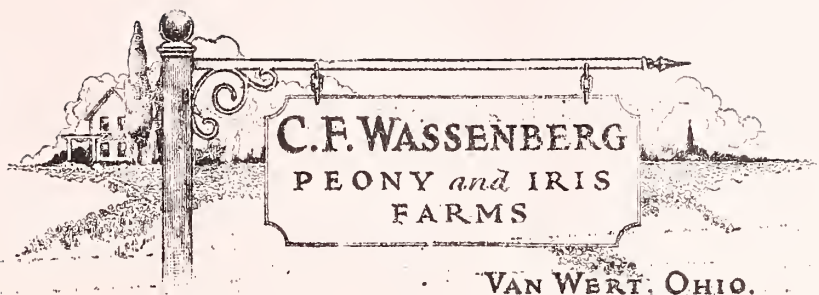 C.F. WASSENBERG
PEONY and IRIS
FARMS
VAN WERT, OHIO.